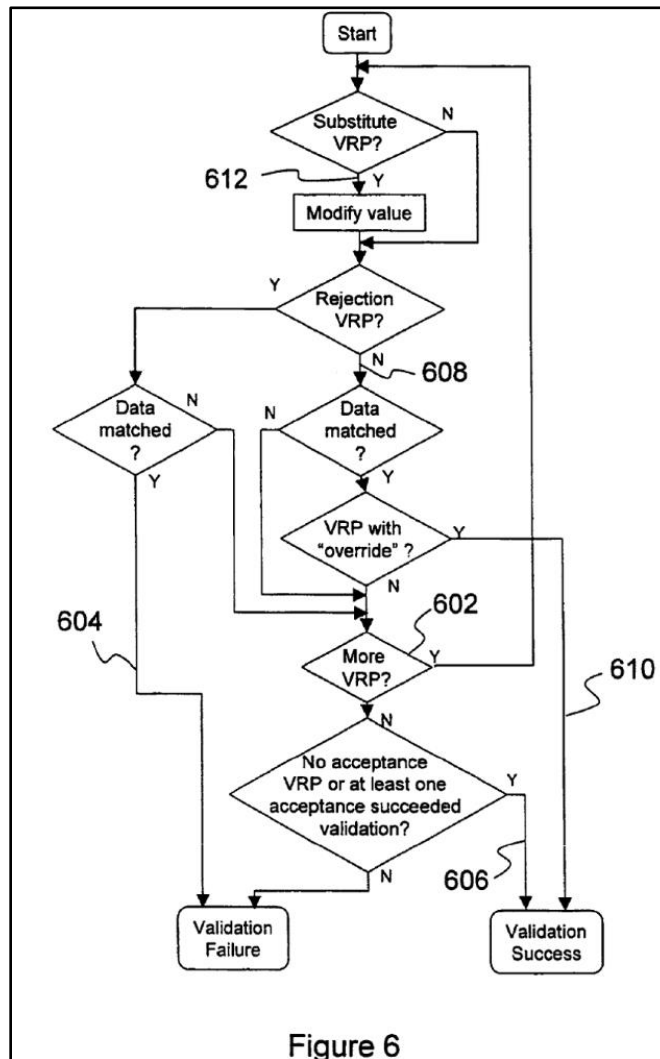 Start
Substitute
VRP?
N
612
Y
Modify value
Y
Rejection
VRP?
N
608
Data
matched
?
N
Y
N
Data
matched
?
Y
VRP with
"override" ?
Y
N
602
604
More
VRP?
Y
610
N
No acceptance
VRP or at least one
acceptance succeeded
validation?
Y
606
N
Validation
Failure
Validation
Success
Figure 6